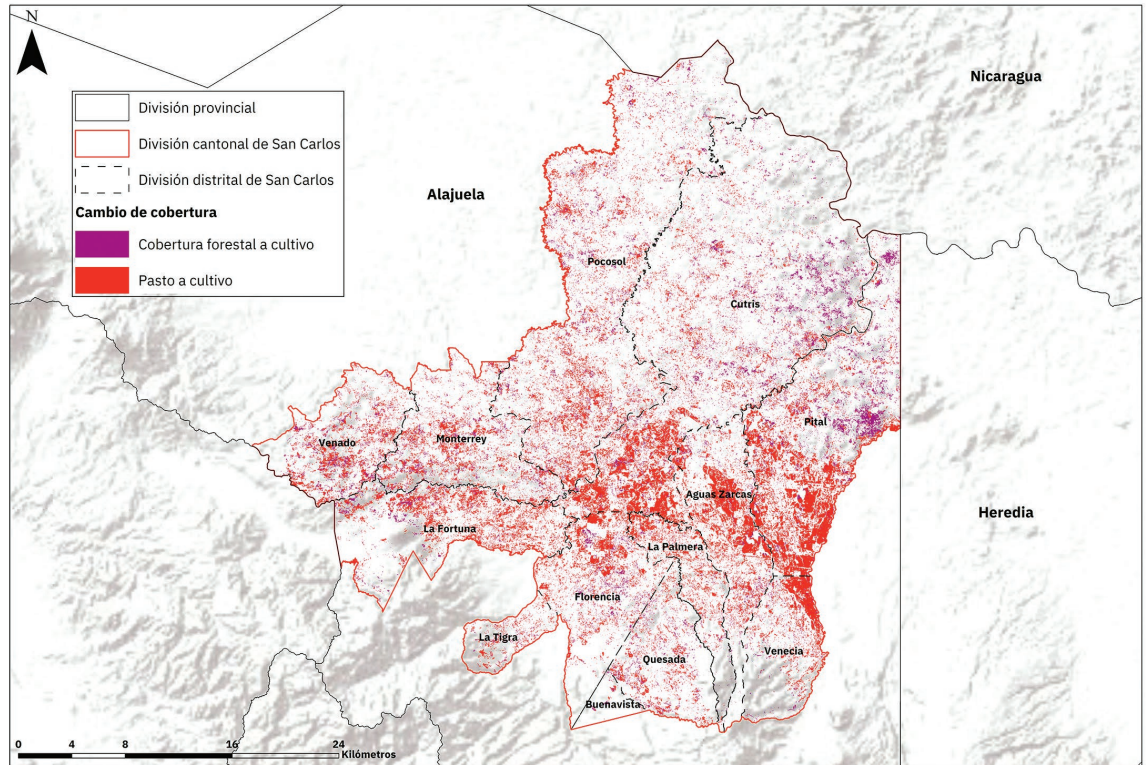 N
División provincial
División cantonal de San Carlos
División distrital de San Carlos
Cambio de cobertura
Cobertura forestal a cultivo
Pasto a cultivo
Nicaragua
Alajuela
Pocosol
Cutris
Venado
Monterrey
Pital
Aguas Zarcas
La Fortuna
Heredia
La Palmera
Florencia
La Tigra
Quesada
Venecia
Buenavista
0 4 8 16 24
Kilómetros